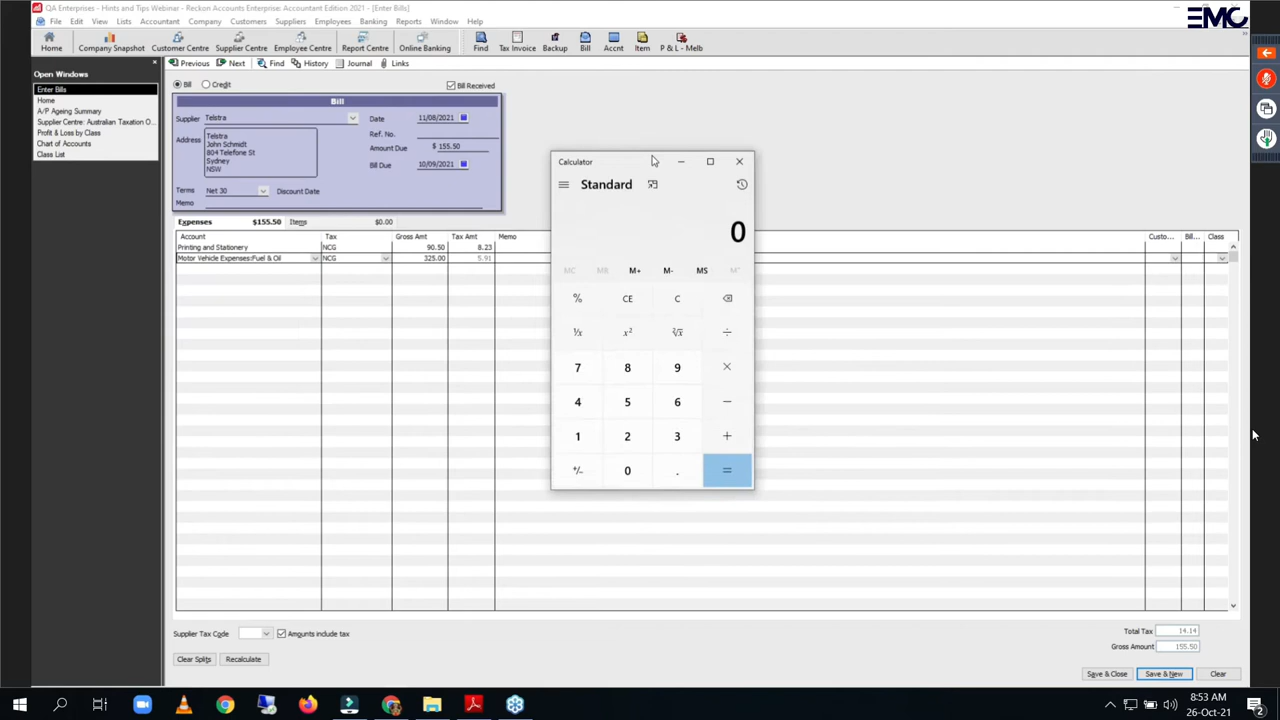 QA Enterprises - Hints and Tips Webinar - Reckon Accounts Enterprise: Accountant Edition 2021 - [Enter Bills]
EMC
File Edit View Lists Accountant Company Customers Suppliers Employees Banking Reports Window Help
Home Company Snapshot Customer Centre Supplier Centre Employee Centre Report Centre Online Banking Find Tax Invoice Backup Bill Accnt Item P & L - Melb
Previous Next Find History Journal Links
Open Windows
Enter Bills
Home
A/P Ageing Summary
Supplier Centre: Australian Taxation O...
Profit & Loss by Class
Chart of Accounts
Class List
Bill Credit Bill Received
Bill
Supplier Telstra Date 11/08/2021
Ref. No.
Address Telstra
John Schmidt
804 Telefone St
Sydney
NSW
Amount Due $ 155.50
Bill Due 10/09/2021
Terms Net 30 Discount Date
Memo
Expenses $155.50 Items $0.00
Account Tax Gross Amt Tax Amt Memo Custo... Bill... Class
Printing and Stationery NCG 90.50 8.23
Motor Vehicle Expenses:Fuel & Oil NCG 325.00 5.91
Calculator
Standard
0
MC MR M+ M- MS M˅
% CE C
¹/x x² ²√x ÷
7 8 9 ×
4 5 6 −
1 2 3 +
+/− 0 . =
Supplier Tax Code Amounts include tax
Total Tax 14.14
Gross Amount 155.50
Clear Splits Recalculate
Save & Close Save & New Clear
8:53 AM
26-Oct-21
2